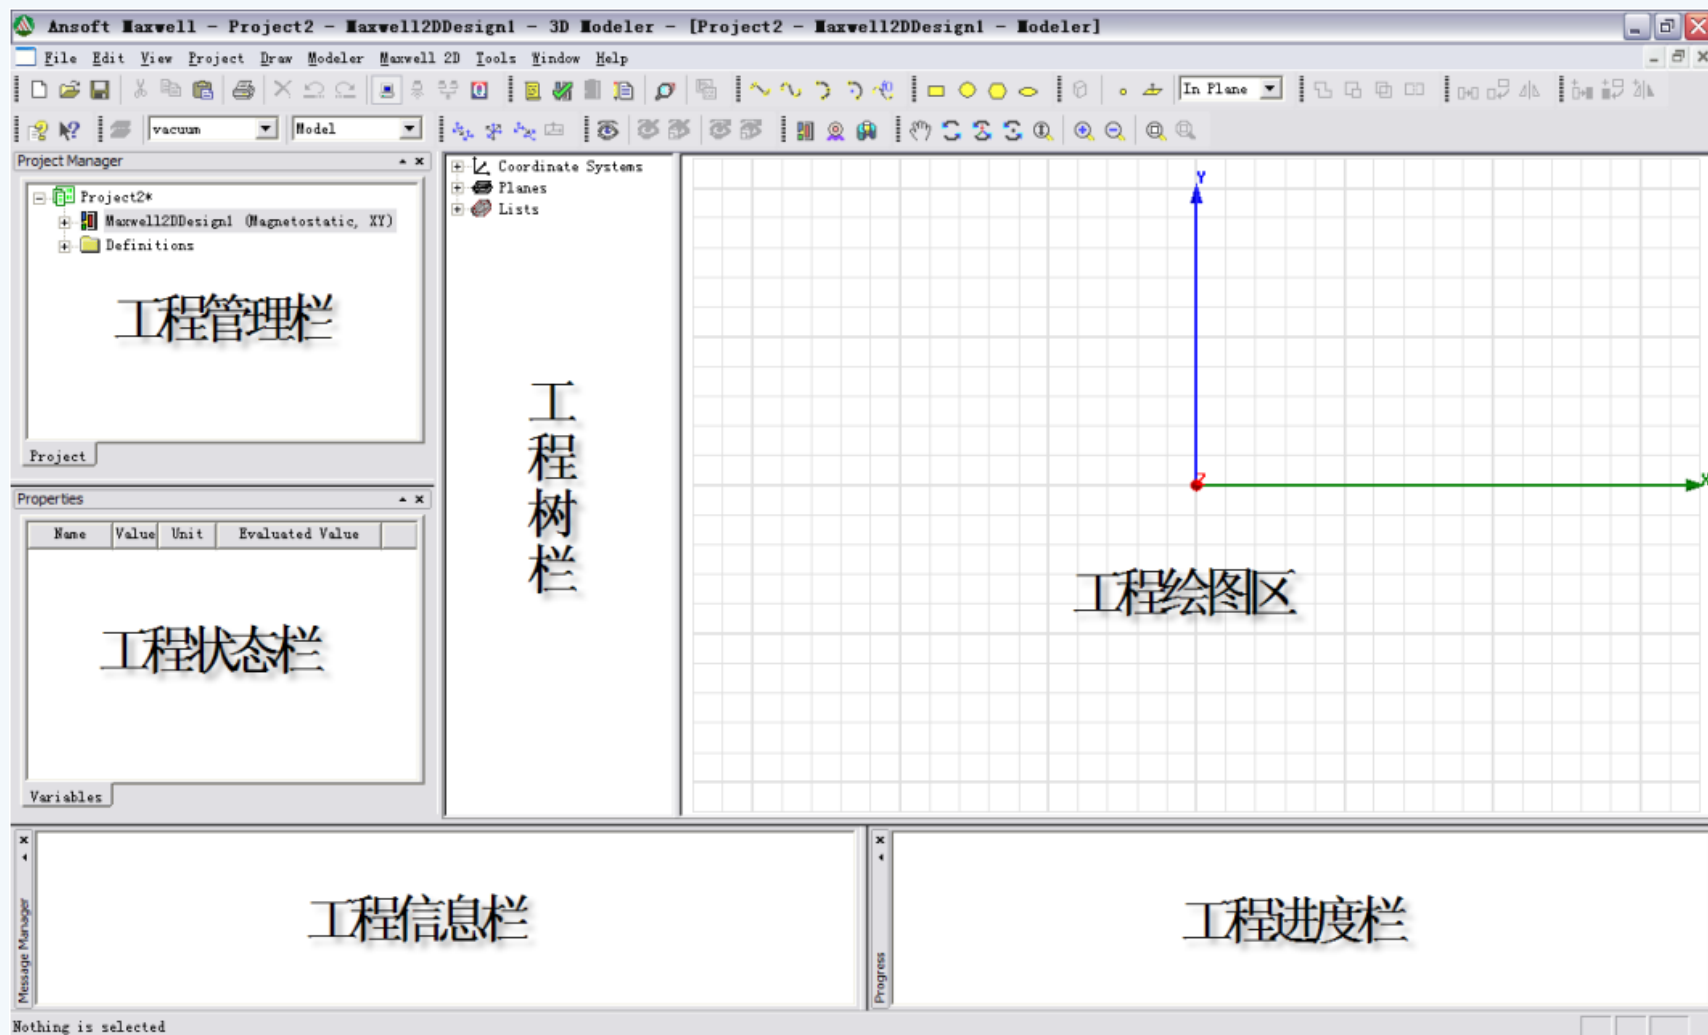 Ansoft Maxwell - Project2 - Maxwell2DDesign1 - 3D Modeler - [Project2 - Maxwell2DDesign1 - Modeler]
File Edit View Project Draw Modeler Maxwell 2D Tools Window Help
In Plane
vacuum Model
Project Manager
Project2*
Maxwell2DDesign1 (Magnetostatic, XY)
Definitions
工程管理栏
Project
Properties
Name Value Unit Evaluated Value
工程状态栏
Variables
Coordinate Systems
Planes
Lists
工
程
树
栏
Y
Z
X
工程绘图区
Message Manager
工程信息栏
Progress
工程进度栏
Nothing is selected